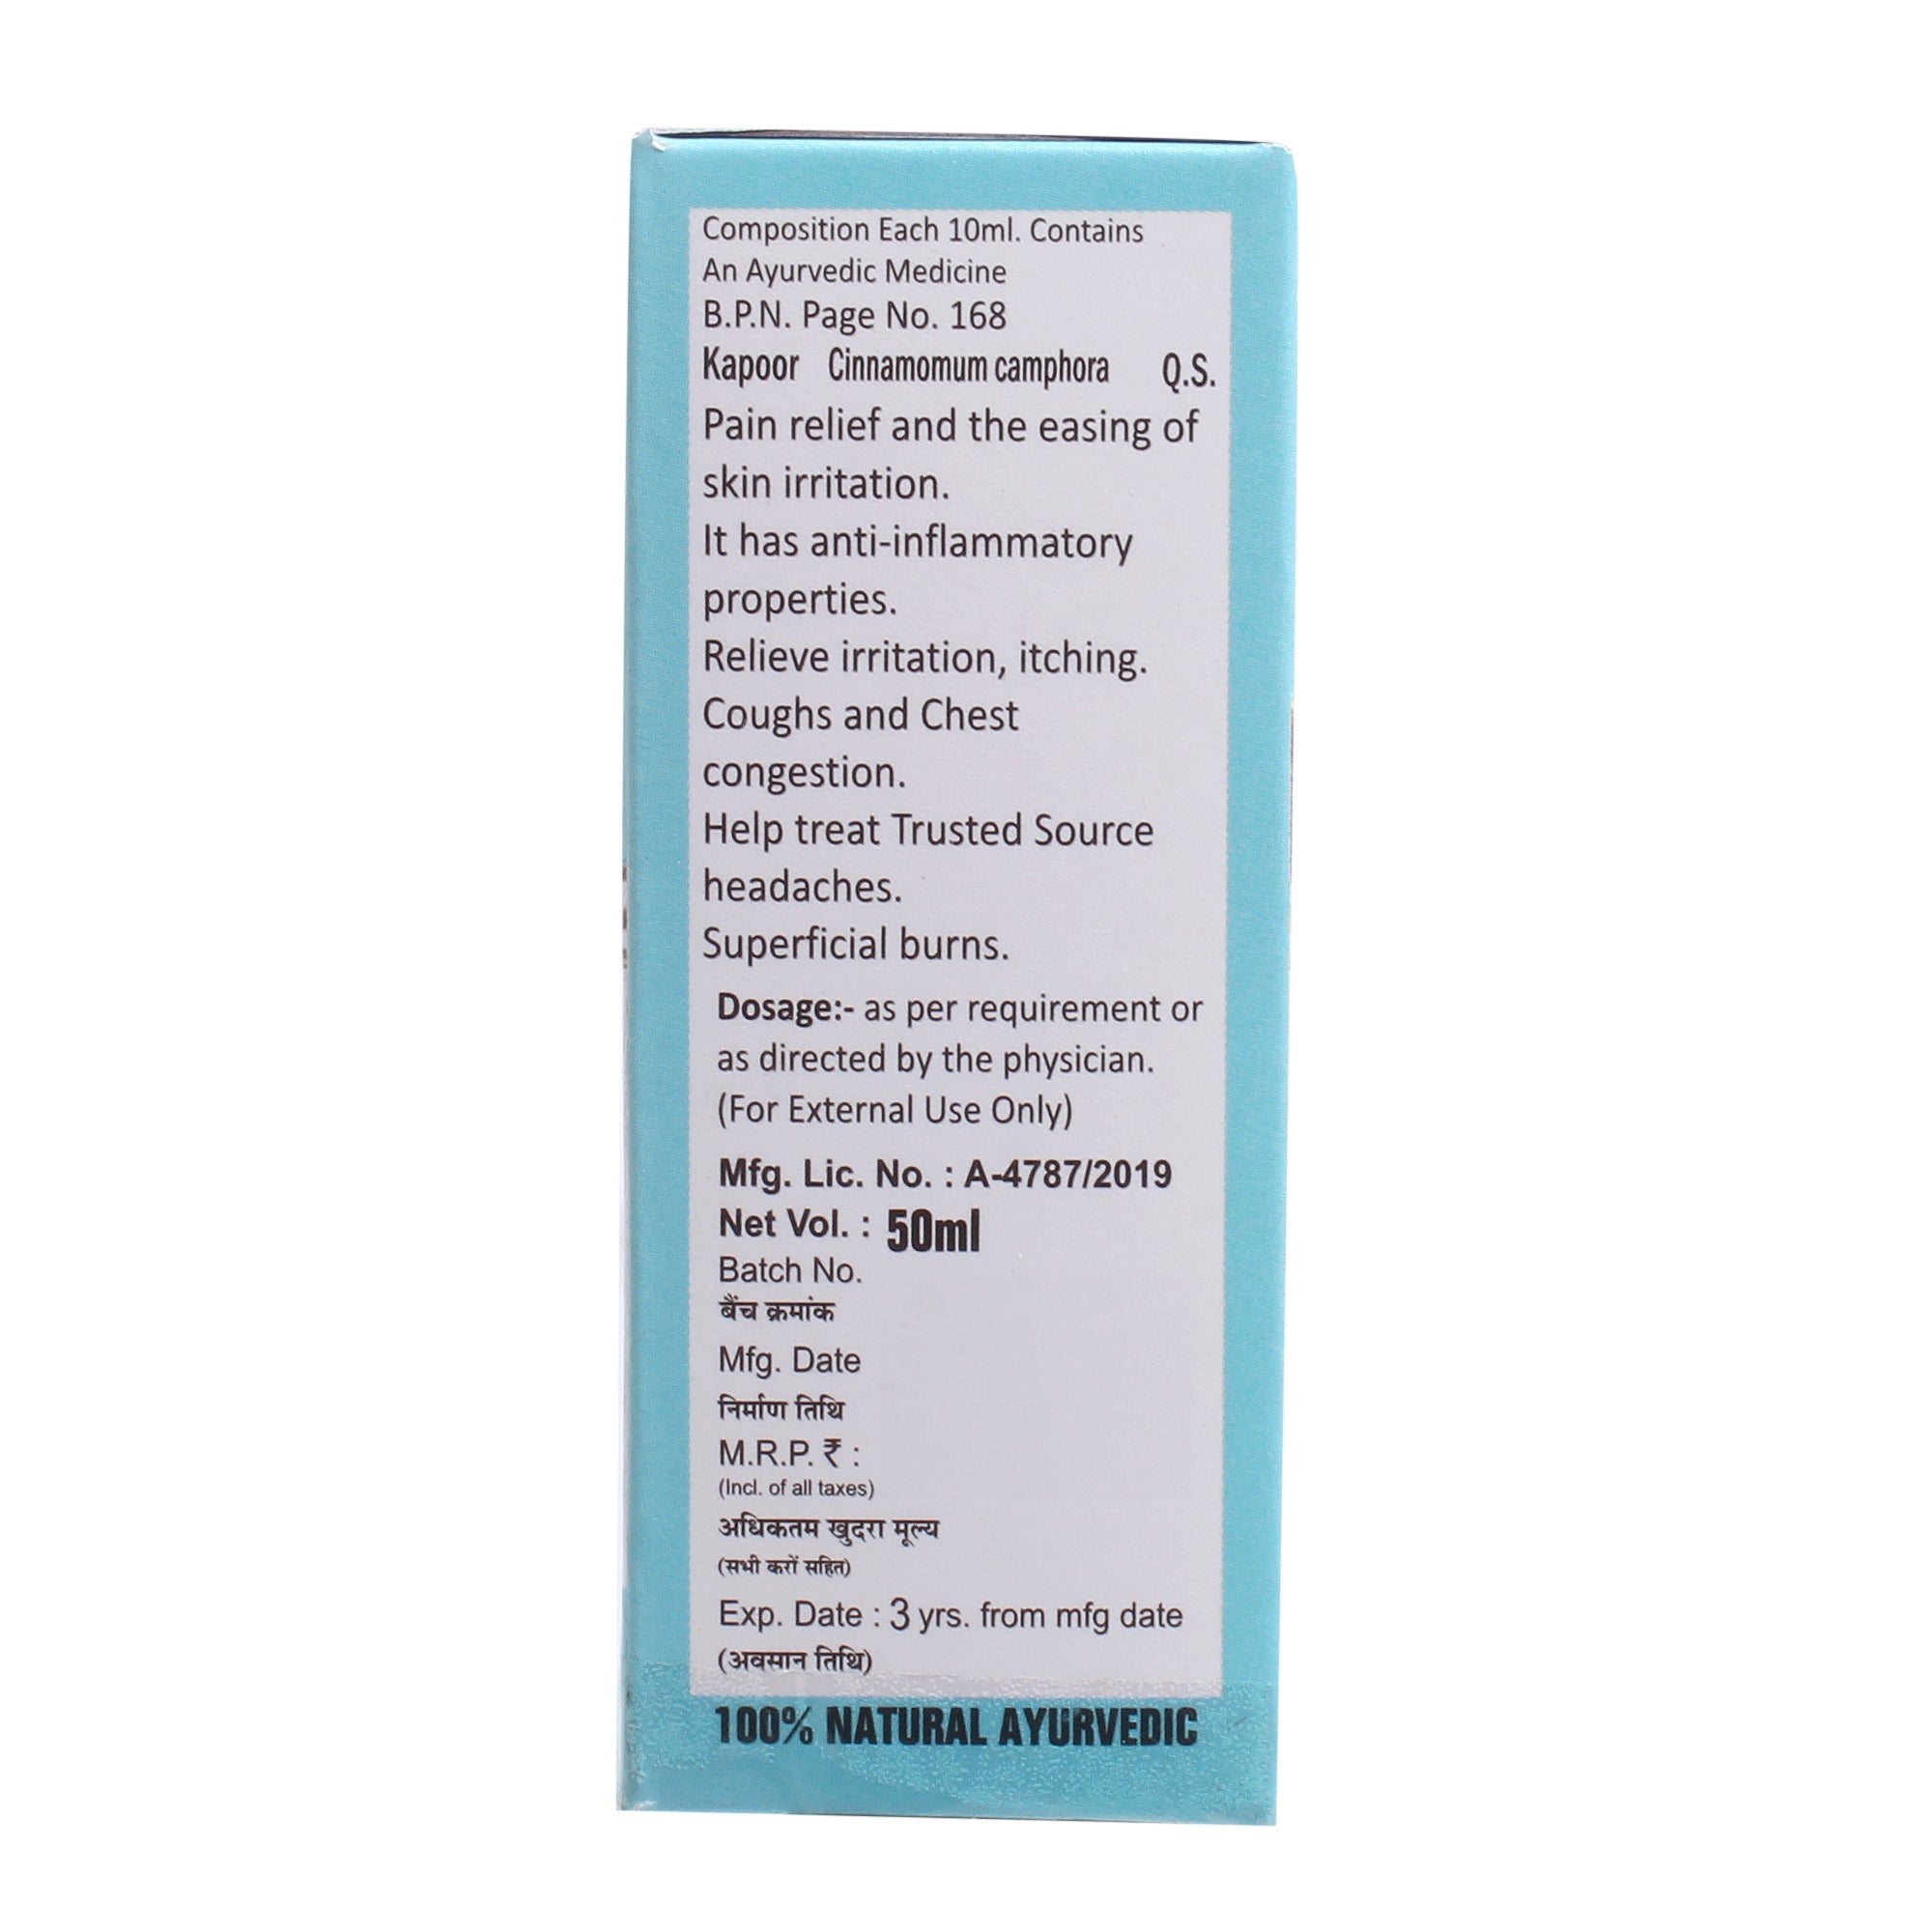 Composition Each 10ml. Contains
An Ayurvedic Medicine
B.P.N. Page No. 168
Kapoor Cinnamomum camphora Q.S.
Pain relief and the easing of
skin irritation.
It has anti-inflammatory
properties.
Relieve irritation, itching.
Coughs and Chest
congestion.
Help treat Trusted Source
headaches.
Superficial burns.
Dosage:- as per requirement or
as directed by the physician.
(For External Use Only)
Mfg. Lic. No. : A-4787/2019
Net Vol. : 50ml
Batch No.
बैंच क्रमांक
Mfg. Date
निर्माण तिथि
M.R.P. ₹ :
(Incl. of all taxes)
अधिकतम खुदरा मूल्य
(सभी करों सहित)
Exp. Date : 3 yrs. from mfg date
(अवसान तिथि)
100% NATURAL AYURVEDIC